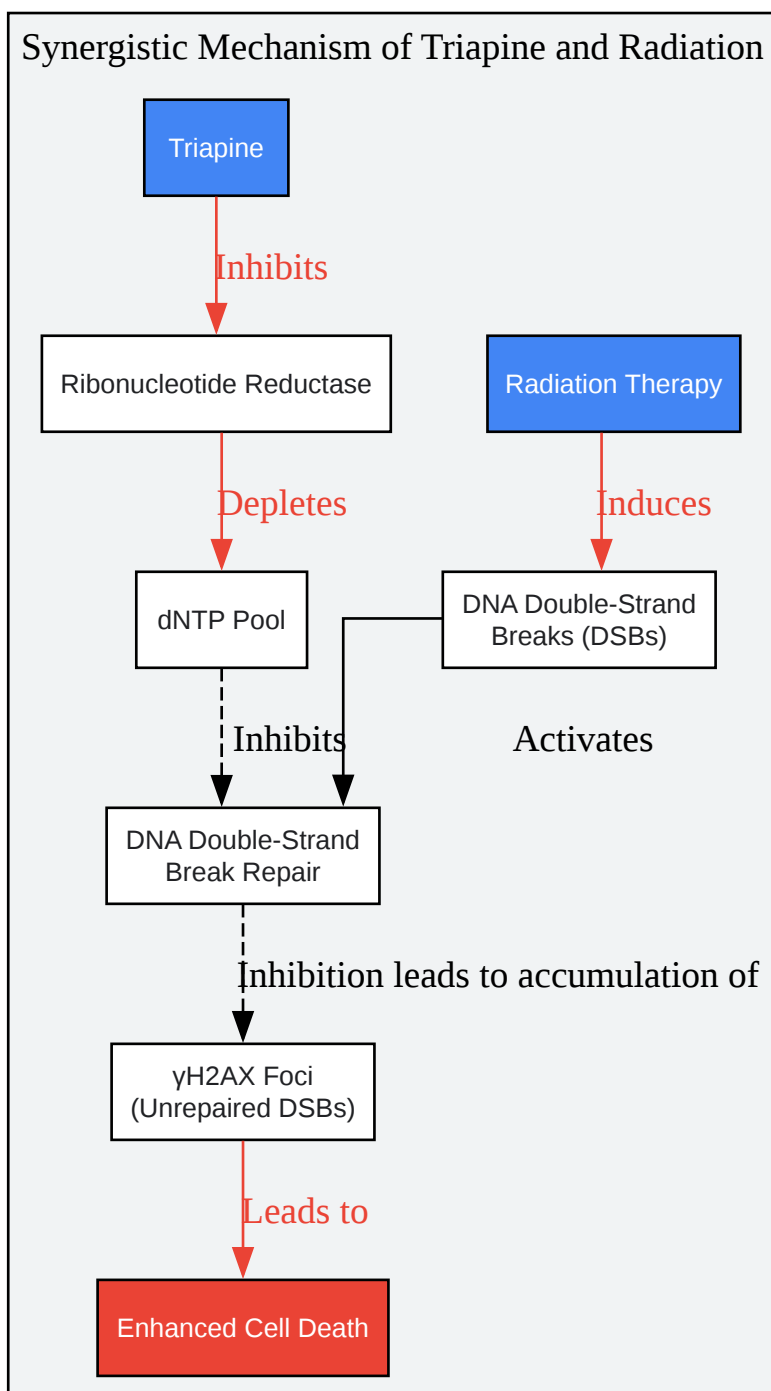 Synergistic Mechanism of Triapine and Radiation
Triapine
Inhibits
Ribonucleotide Reductase
Radiation Therapy
Depletes
Induces
dNTP Pool
DNA Double-Strand
Breaks (DSBs)
Inhibits
Activates
DNA Double-Strand
Break Repair
Inhibition leads to accumulation of
γH2AX Foci
(Unrepaired DSBs)
Leads to
Enhanced Cell Death